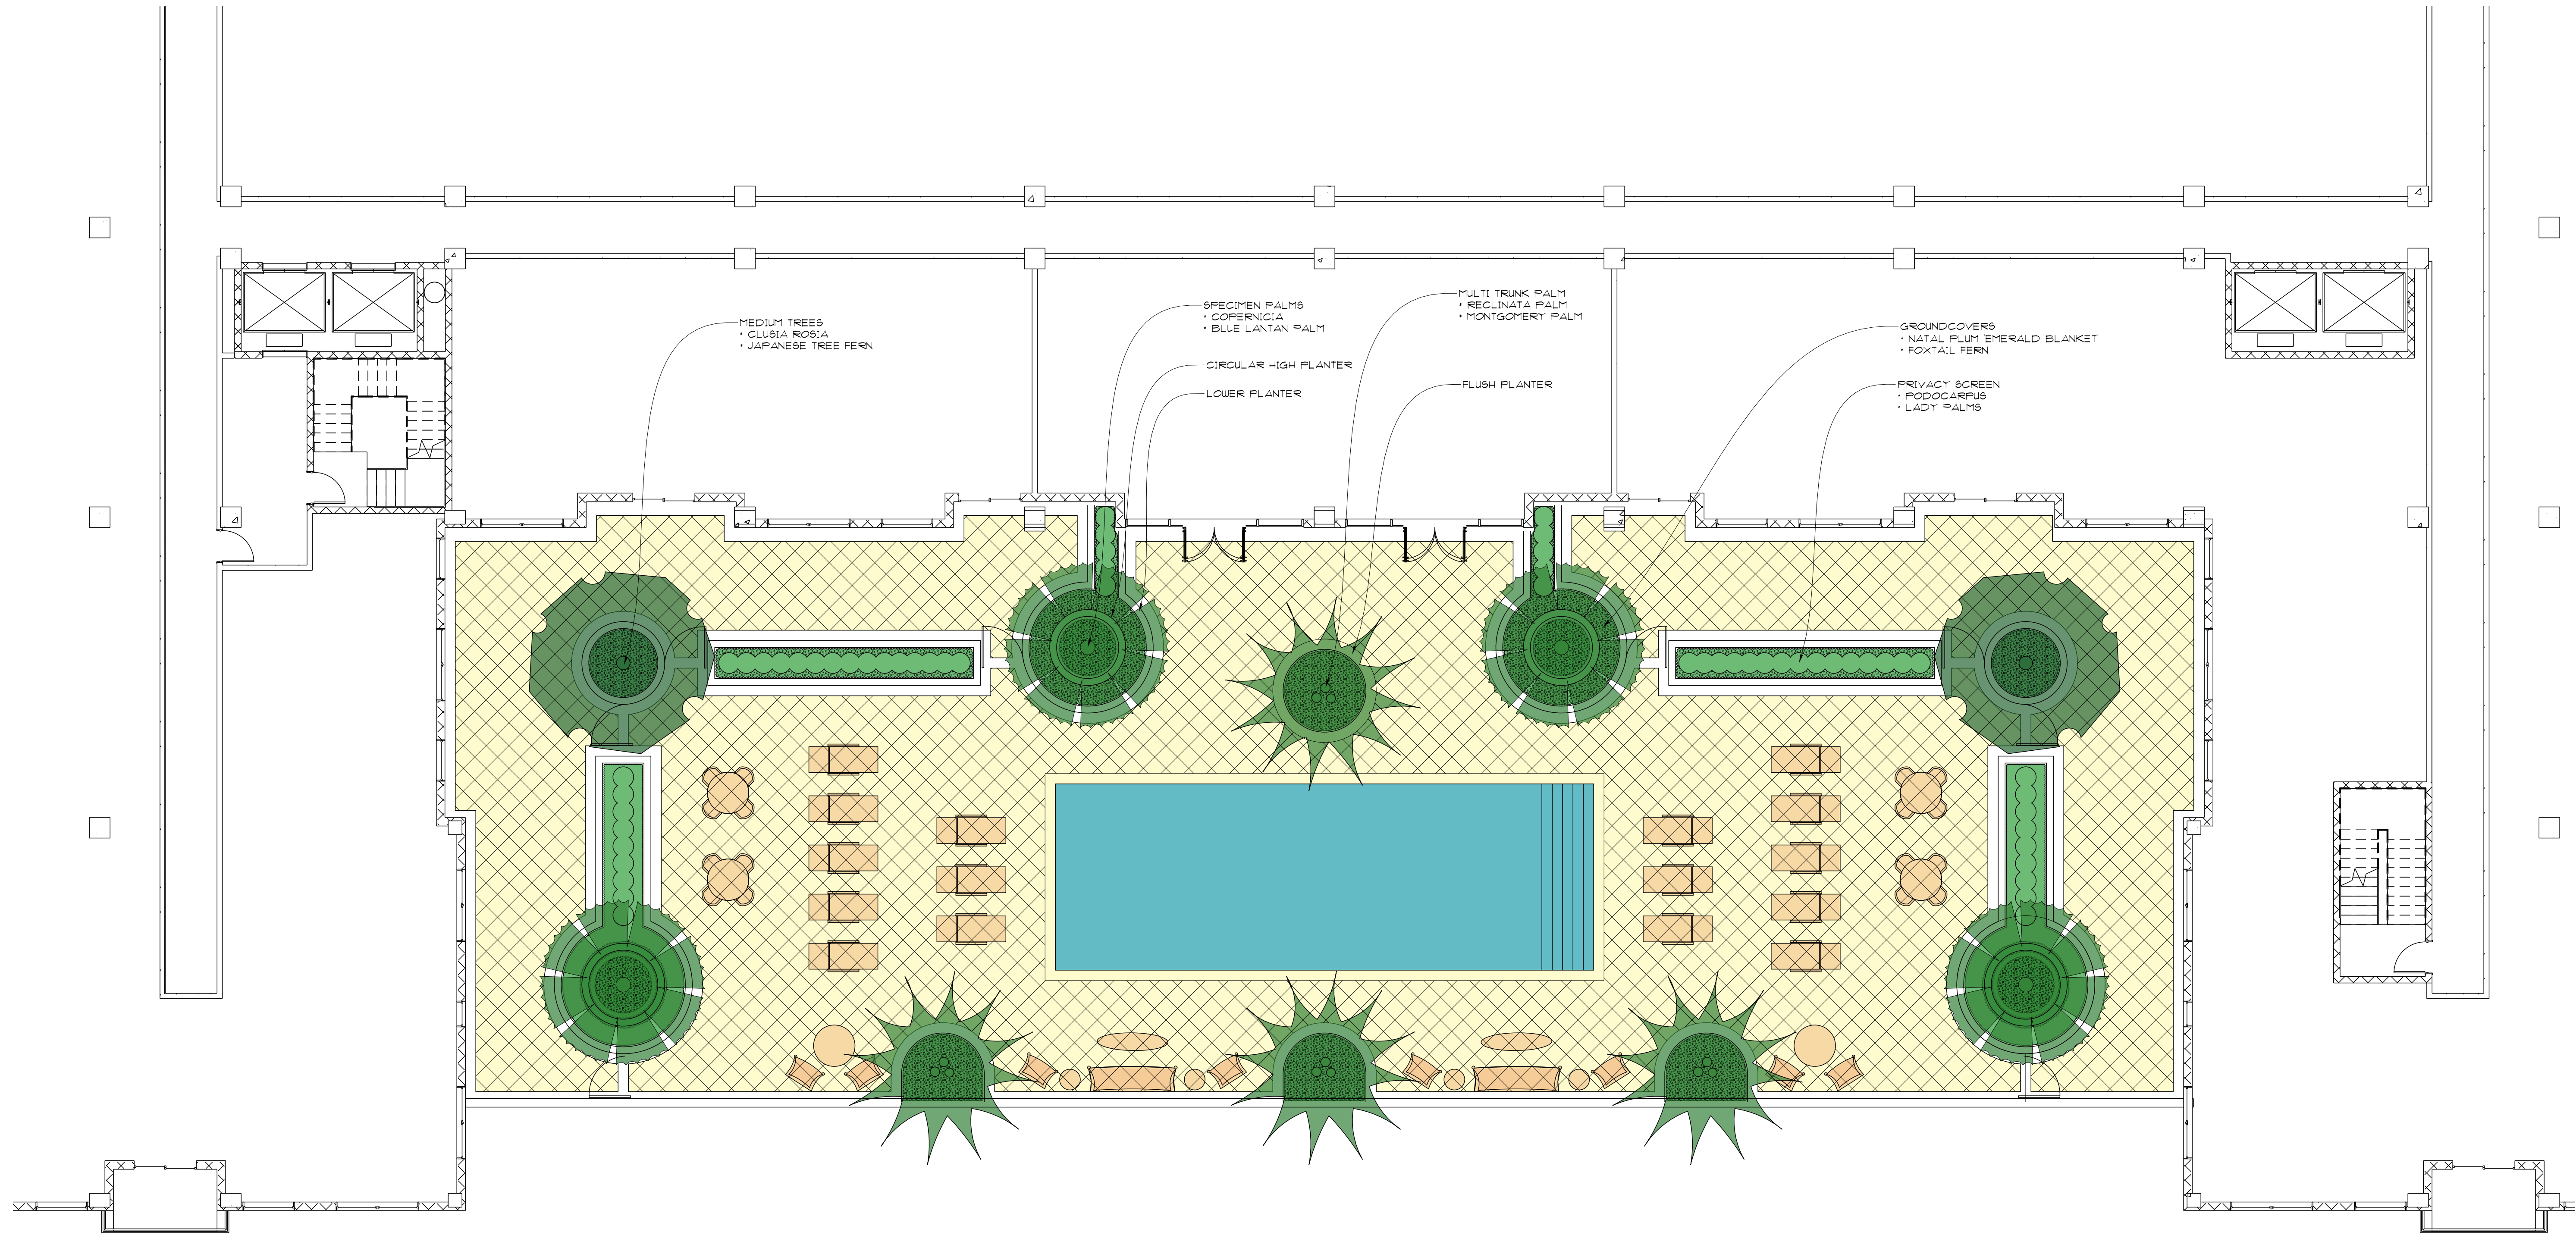 MEDIUM TREES
• CLUSIA ROSIA
• JAPANESE TREE FERN
SPECIMEN PALMS
• COPERNICIA
• BLUE LANTAN PALM
CIRCULAR HIGH PLANTER
LOWER PLANTER
MULTI TRUNK PALM
• RECLINATA PALM
• MONTGOMERY PALM
FLUSH PLANTER
GROUNDCOVERS
• NATAL PLUM 'EMERALD BLANKET'
• FOXTAIL FERN
PRIVACY SCREEN
• PODOCARPUS
• LADY PALMS